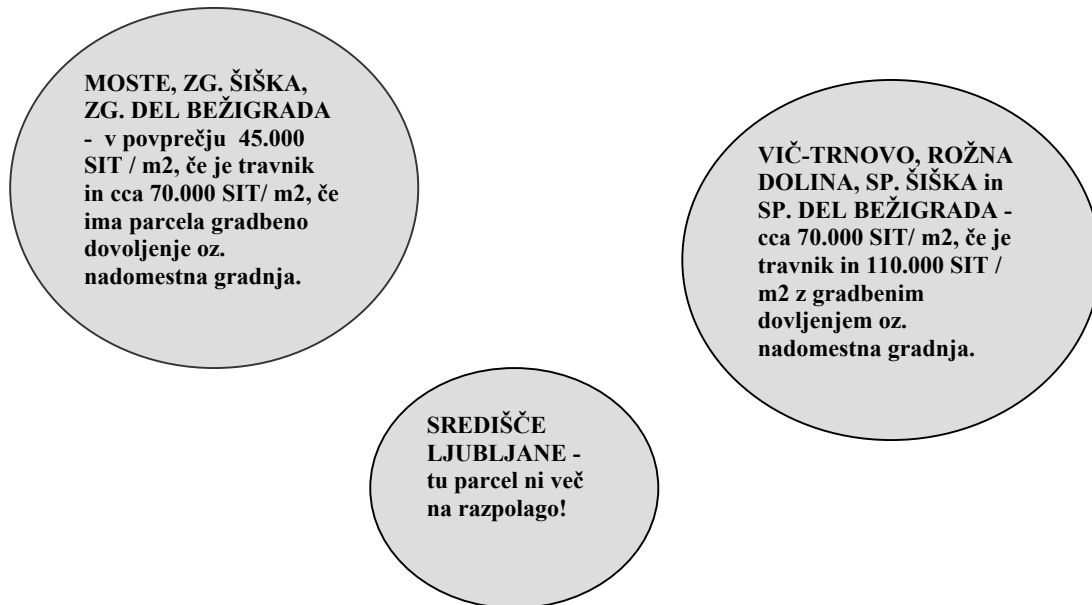 MOSTE, ZG. ŠIŠKA,
ZG. DEL BEŽIGRADA
- v povprečju 45.000
SIT / m2, če je travnik
in cca 70.000 SIT/ m2, če
ima parcela gradbeno
dovoljenje oz.
nadomestna gradnja.
VIČ-TRNOVO, ROŽNA
DOLINA, SP. ŠIŠKA in
SP. DEL BEŽIGRADA -
cca 70.000 SIT/ m2, če je
travnik in 110.000 SIT /
m2 z gradbenim
dovljenjem oz.
nadomestna gradnja.
SREDIŠČE
LJUBLJANE -
tu parcel ni več
na razpolago!